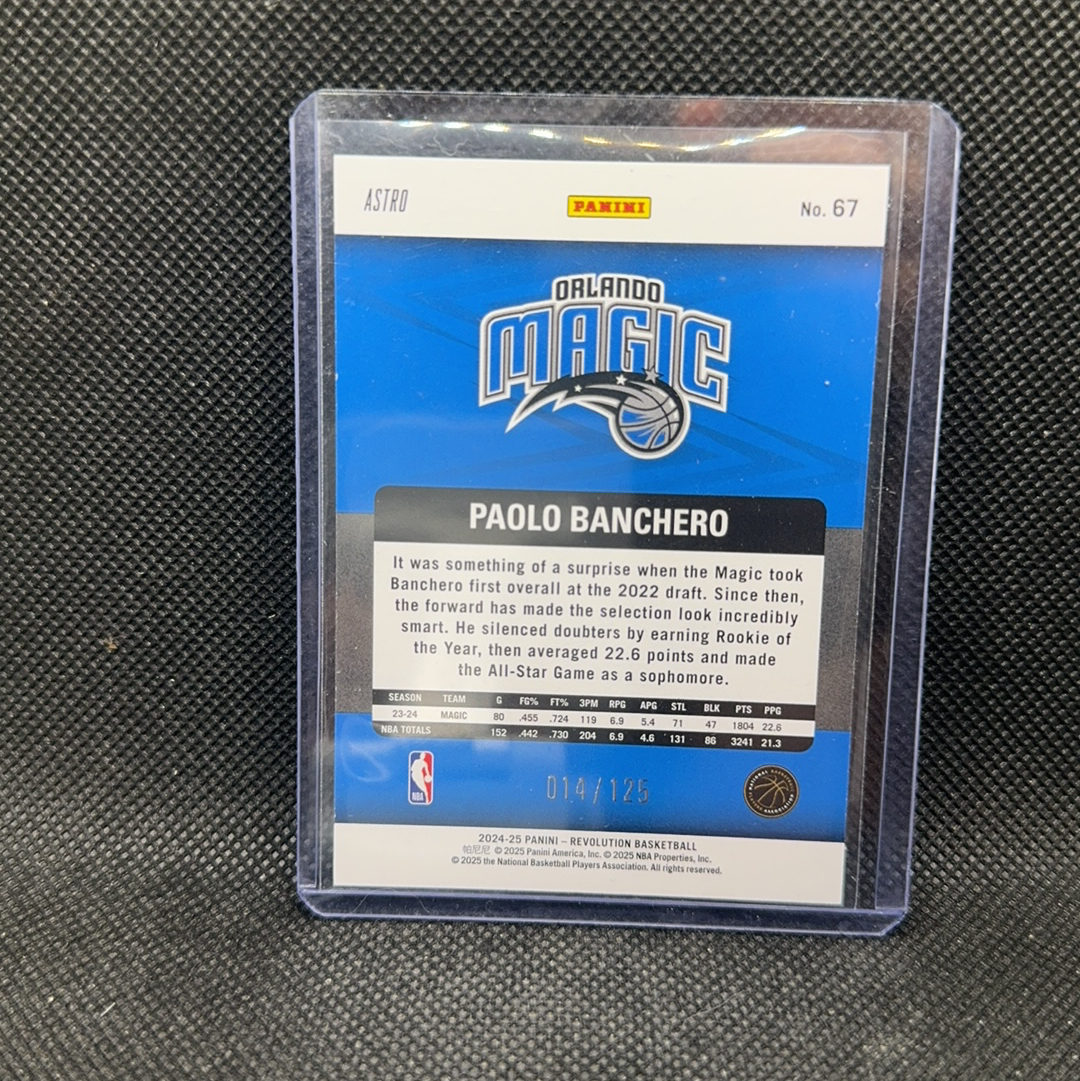 ASTRO
PANINI
No. 67
ORLANDO
MAGIC
PAOLO BANCHERO
It was something of a surprise when the Magic took
Banchero first overall at the 2022 draft. Since then,
the forward has made the selection look incredibly
smart. He silenced doubters by earning Rookie of
the Year, then averaged 22.6 points and made
the All-Star Game as a sophomore.
SEASON TEAM G FG% FT% 3PM RPG APG STL BLK PTS PPG
23-24 MAGIC 80 .455 .724 119 6.9 5.4 71 47 1804 22.6
NBA TOTALS 152 .442 .730 204 6.9 4.6 131 86 3241 21.3
NBA
014/125
NATIONAL BASKETBALL
PLAYERS ASSOCIATION
2024-25 PANINI – REVOLUTION BASKETBALL
帕尼尼 © 2025 Panini America, Inc. © 2025 NBA Properties, Inc.
© 2025 the National Basketball Players Association. All rights reserved.